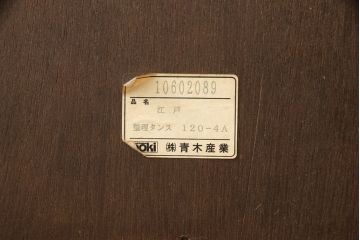 10602089
品名
江戸
整理タンス 120-4A
aoki ㈱青木産業